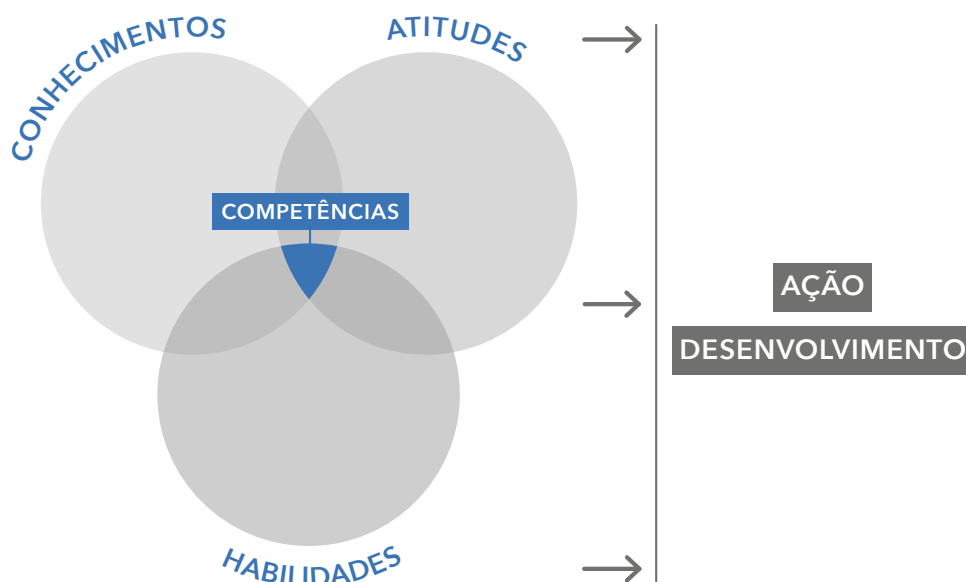 CONHECIMENTOS
ATITUDES
COMPETÊNCIAS
AÇÃO
DESENVOLVIMENTO
HABILIDADES